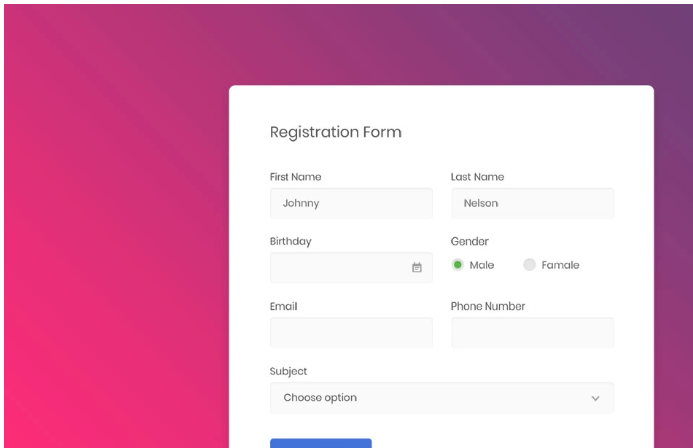 Registration Form
First Name Last Name
Johnny Nelson
Birthday Gender
Male Famale
Email Phone Number
Subject
Choose option